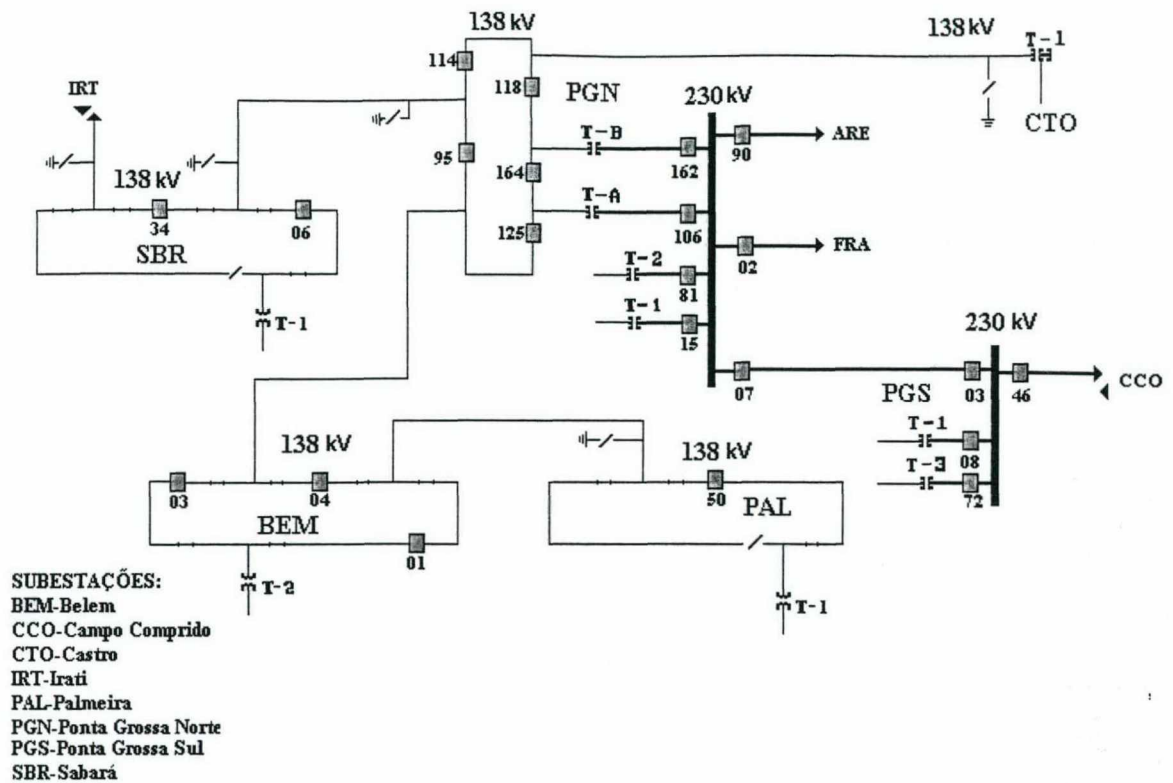 138 kV
138 kV
T-1
114
118
IRT
PGN
230 kV
CTO
T-B
ARE
90
95
162
138 kV
164
T-A
34
06
125
106
FRA
02
SBR
T-2
81
T-1
T-1
15
230 kV
07
03
46
CCO
PGS
T-1
08
138 kV
138 kV
T-3
72
03
04
50
PAL
BEM
01
T-2
T-1
SUBESTAÇÕES:
BEM-Belem
CCO-Campo Comprido
CTO-Castro
IRT-Irati
PAL-Palmeira
PGN-Ponta Grossa Norte
PGS-Ponta Grossa Sul
SBR-Sabará